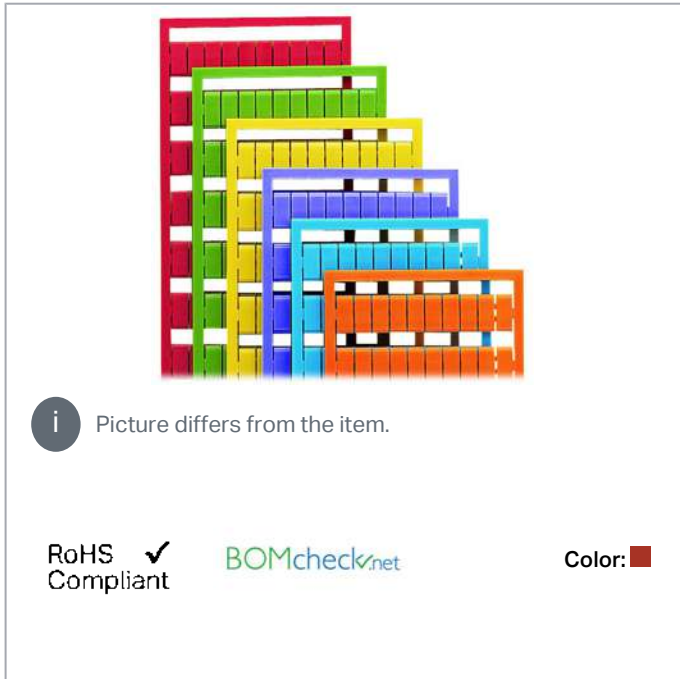 i Picture differs from the item.
RoHS ✓
Compliant
BOMcheck.net
Color: